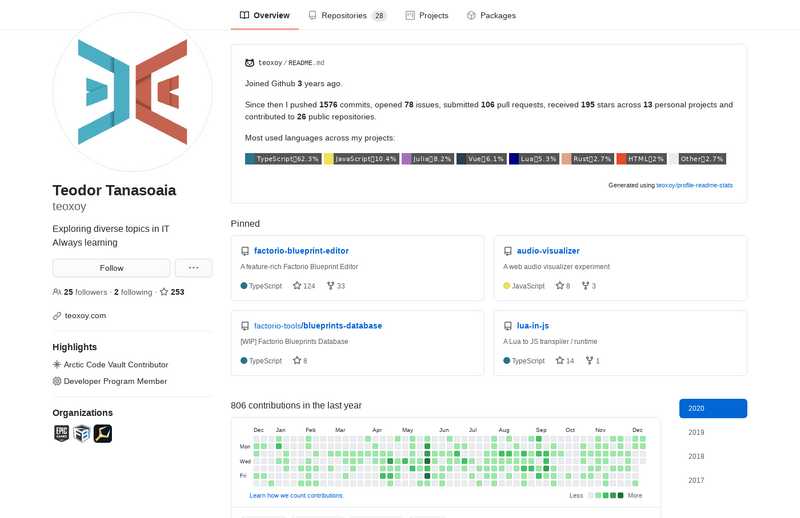 Overview
Repositories 28
Projects
Packages
Teodor Tanasoaia
teoxoy
Exploring diverse topics in IT
Always learning
Follow
25 followers · 2 following · 253
teoxoy.com
Highlights
Arctic Code Vault Contributor
Developer Program Member
Organizations
EPIC GAMES
teoxoy/README.md
Joined Github 3 years ago.
Since then I pushed 1576 commits, opened 78 issues, submitted 106 pull requests, received 195 stars across 13 personal projects and
contributed to 26 public repositories.
Most used languages across my projects:
TypeScript 62.3% JavaScript 10.4% Julia 8.2% Vue 6.1% Lua 5.3% Rust 2.7% HTML 2% Other 2.7%
Generated using teoxoy/profile-readme-stats
Pinned
factorio-blueprint-editor
A feature-rich Factorio Blueprint Editor
TypeScript 124 33
audio-visualizer
A web audio visualizer experiment
JavaScript 8 3
factorio-tools/blueprints-database
[WIP] Factorio Blueprints Database
TypeScript 8
lua-in-js
A Lua to JS transpiler / runtime
TypeScript 14 1
806 contributions in the last year
Dec Jan Feb Mar Apr May Jun Jul Aug Sep Oct Nov Dec
Mon
Wed
Fri
Learn how we count contributions.
Less More
2020
2019
2018
2017